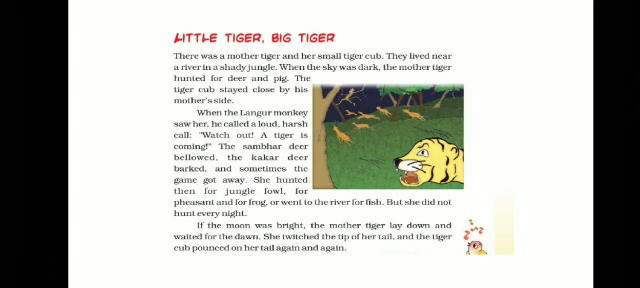 LITTLE TIGER, BIG TIGER
There was a mother tiger and her small tiger cub. They lived near
a river in a shady jungle. When the sky was dark, the mother tiger
hunted for deer and pig. The
tiger cub stayed close by his
mother's side.
When the Langur monkey
saw her, he called a loud, harsh
call: "Watch out! A tiger is
coming!" The sambhar deer
bellowed, the kakar deer
barked, and sometimes the
game got away. She hunted
then for jungle fowl, for
pheasant and for frog, or went to the river for fish. But she did not
hunt every night.
If the moon was bright, the mother tiger lay down and
waited for the dawn. She twitched the tip of her tail, and the tiger
cub pounced on her tail again and again.